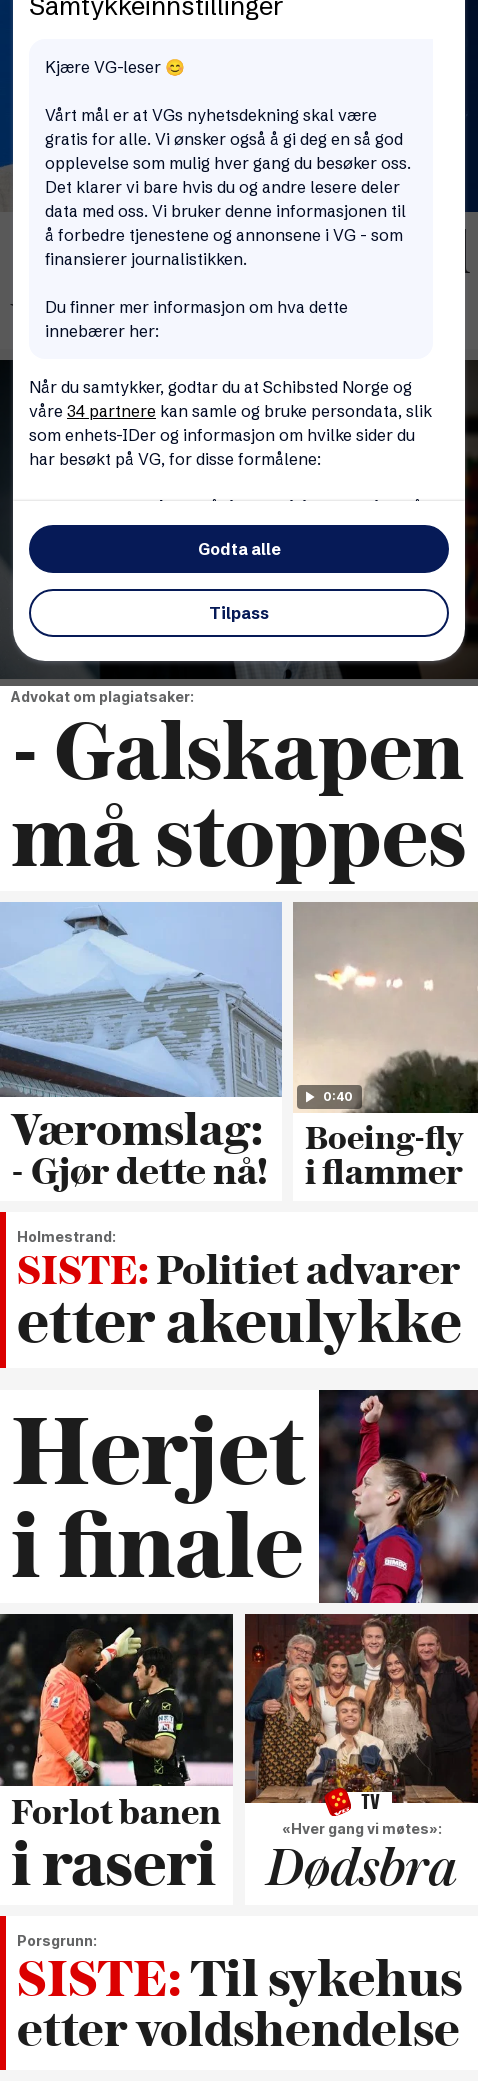 Samtykkeinnstillinger
Kjære VG-leser 😊
Vårt mål er at VGs nyhetsdekning skal være
gratis for alle. Vi ønsker også å gi deg en så god
opplevelse som mulig hver gang du besøker oss.
Det klarer vi bare hvis du og andre lesere deler
data med oss. Vi bruker denne informasjonen til
å forbedre tjenestene og annonsene i VG - som
finansierer journalistikken.
Du finner mer informasjon om hva dette
innebærer her:
Når du samtykker, godtar du at Schibsted Norge og
våre 34 partnere kan samle og bruke persondata, slik
som enhets-IDer og informasjon om hvilke sider du
har besøkt på VG, for disse formålene:
Godta alle
Tilpass
Advokat om plagiatsaker:
- Galskapen
må stoppes
0:40
Væromslag:
- Gjør dette nå!
Boeing-fly
i flammer
Holmestrand:
SISTE: Politiet advarer
etter akeulykke
Herjet
i finale
Forlot banen
i raseri
TV
«Hver gang vi møtes»:
Dødsbra
Porsgrunn:
SISTE: Til sykehus
etter voldshendelse